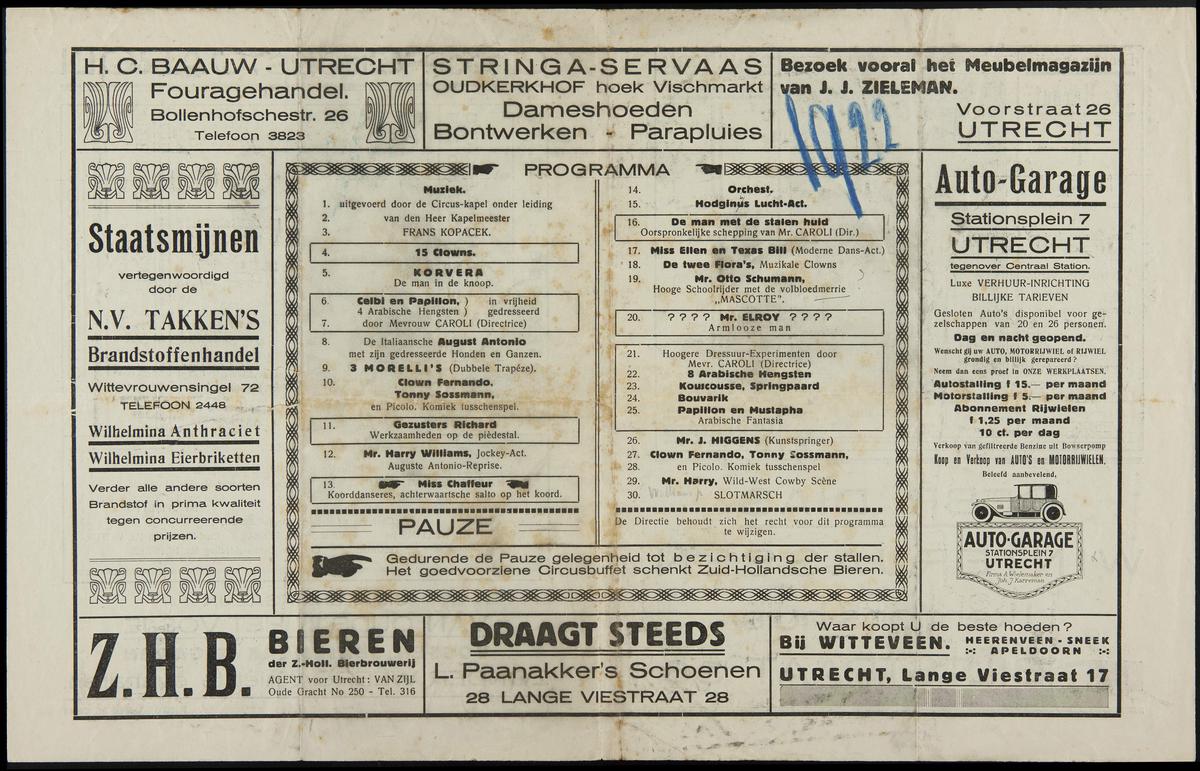 H. C. BAAUW - UTRECHT
Fouragehandel.
Bollenhofschestr. 26
Telefoon 3823
STRINGA-SERVAAS
OUDKERKHOF hoek Vischmarkt
Dameshoeden
Bontwerken - Parapluies
Bezoek vooral het Meubelmagazijn
van J. J. ZIELEMAN.
Voorstraat 26
UTRECHT
1922
Staatsmijnen
vertegenwoordigd
door de
N.V. TAKKEN'S
Brandstoffenhandel
Wittevrouwensingel 72
TELEFOON 2448
Wilhelmina Anthraciet
Wilhelmina Eierbriketten
Verder alle andere soorten
Brandstof in prima kwaliteit
tegen concurreerende
prijzen.
PROGRAMMA
Muziek.
1. uitgevoerd door de Circus-kapel onder leiding
2. van den Heer Kapelmeester
3. FRANS KOPACEK.
4. 15 Clowns.
5. KORVERA
De man in de knoop.
6. Celbi en Papillon, ) in vrijheid
4 Arabische Hengsten ) gedresseerd
7. door Mevrouw CAROLI (Directrice)
8. De Italiaansche August Antonio
met zijn gedresseerde Honden en Ganzen.
9. 3 MORELLI'S (Dubbele Trapéze).
10. Clown Fernando,
Tonny Sossmann,
en Picolo. Komiek tusschenspel.
11. Gezusters Richard
Werkzaamheden op de piëdestal.
12. Mr. Harry Williams, Jockey-Act.
Auguste Antonio-Reprise.
13. Miss Chaffeur
Koorddanseres, achterwaartsche salto op het koord.
PAUZE
14. Orchest.
15. Hodginus Lucht-Act.
16. De man met de stalen huid
Oorspronkelijke schepping van Mr. CAROLI (Dir.)
17. Miss Ellen en Texas Bill (Moderne Dans-Act.)
18. De twee Flora's, Muzikale Clowns
19. Mr. Otto Schumann,
Hooge Schoolrijder met de volbloedmerrie
„MASCOTTE".
20. ? ? ? ? Mr. ELROY ? ? ? ?
Armlooze man
21. Hoogere Dressuur-Experimenten door
Mevr. CAROLI (Directrice)
22. 8 Arabische Hengsten
23. Kouscousse, Springpaard
24. Bouvarik
25. Papillon en Mustapha
Arabische Fantasia
26. Mr. J. HIGGENS (Kunstspringer)
27. Clown Fernando, Tonny Sossmann,
28. en Picolo. Komiek tusschenspel
29. Mr. Harry, Wild-West Cowby Scène
30. SLOTMARSCH
De Directie behoudt zich het recht voor dit programma
te wijzigen.
Gedurende de Pauze gelegenheid tot bezichtiging der stallen.
Het goedvoorziene Circusbuffet schenkt Zuid-Hollandsche Bieren.
Auto-Garage
Stationsplein 7
UTRECHT
tegenover Centraal Station.
Luxe VERHUUR-INRICHTING
BILLIJKE TARIEVEN
Gesloten Auto's disponibel voor ge-
zelschappen van 20 en 26 personen.
Dag en nacht geopend.
Wenscht gij uw AUTO, MOTORRIJWIEL of RIJWIEL
grondig en billijk gerepareerd?
Neem dan eens proef in ONZE WERKPLAATSEN.
Autostalling f 15.— per maand
Motorstalling f 5.— per maand
Abonnement Rijwielen
f 1,25 per maand
10 ct. per dag
Verkoop van gefiltreerde Benzine uit Bowserpomp
Koop en Verkoop van AUTO'S en MOTORRIJWIELEN.
Beleefd aanbevelend,
AUTO-GARAGE
STATIONSPLEIN 7
UTRECHT
Firma A. Wielemaker en
Joh. J. Karreman
Z.H.B.
BIEREN
der Z.-Holl. Bierbrouwerij
AGENT voor Utrecht: VAN ZIJL
Oude Gracht No 250 - Tel. 316
DRAAGT STEEDS
L. Paanakker's Schoenen
28 LANGE VIESTRAAT 28
Waar koopt U de beste hoeden?
Bij WITTEVEEN. HEERENVEEN - SNEEK
APELDOORN
UTRECHT, Lange Viestraat 17